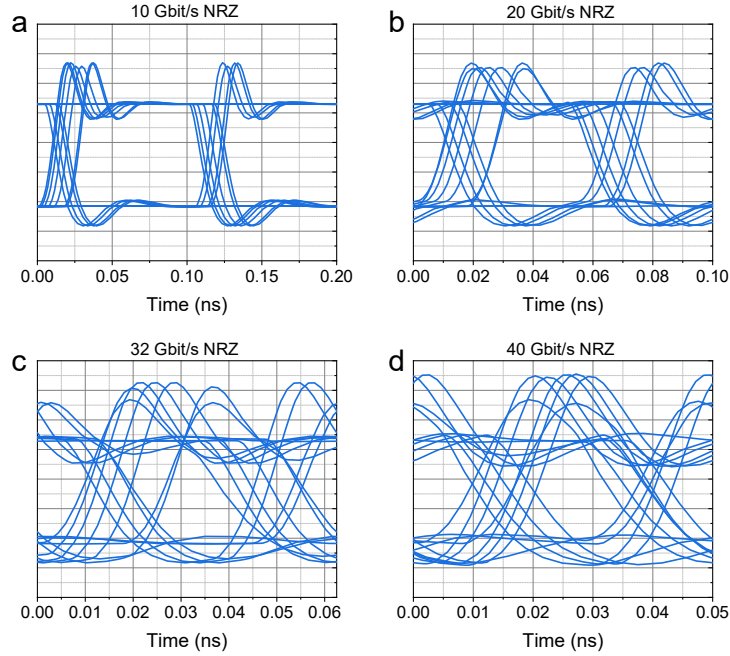 a
10 Gbit/s NRZ
0.00 0.05 0.10 0.15 0.20
Time (ns)
b
20 Gbit/s NRZ
0.00 0.02 0.04 0.06 0.08 0.10
Time (ns)
c
32 Gbit/s NRZ
0.00 0.01 0.02 0.03 0.04 0.05 0.06
Time (ns)
d
40 Gbit/s NRZ
0.00 0.01 0.02 0.03 0.04 0.05
Time (ns)